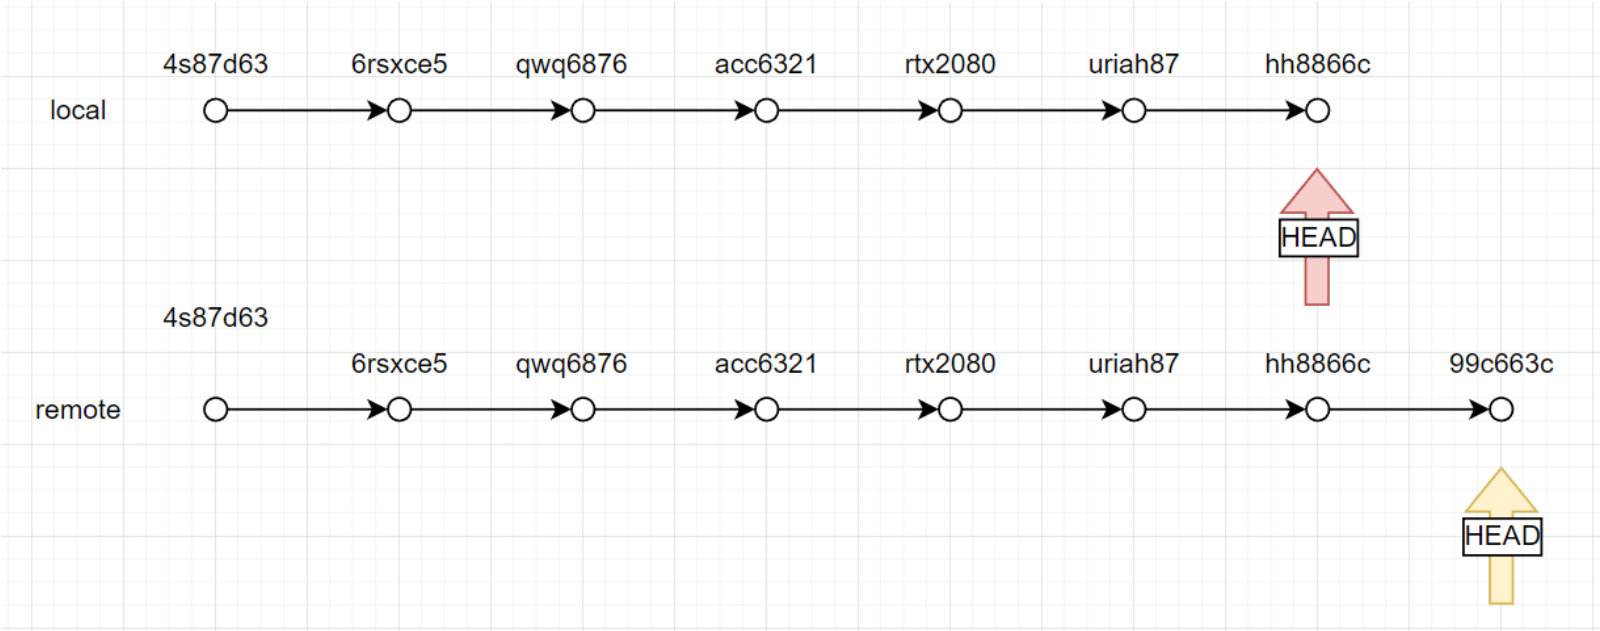 4s87d63 6rsxce5 qwq6876 acc6321 rtx2080 uriah87 hh8866c
local
HEAD
4s87d63
6rsxce5 qwq6876 acc6321 rtx2080 uriah87 hh8866c 99c663c
remote
HEAD